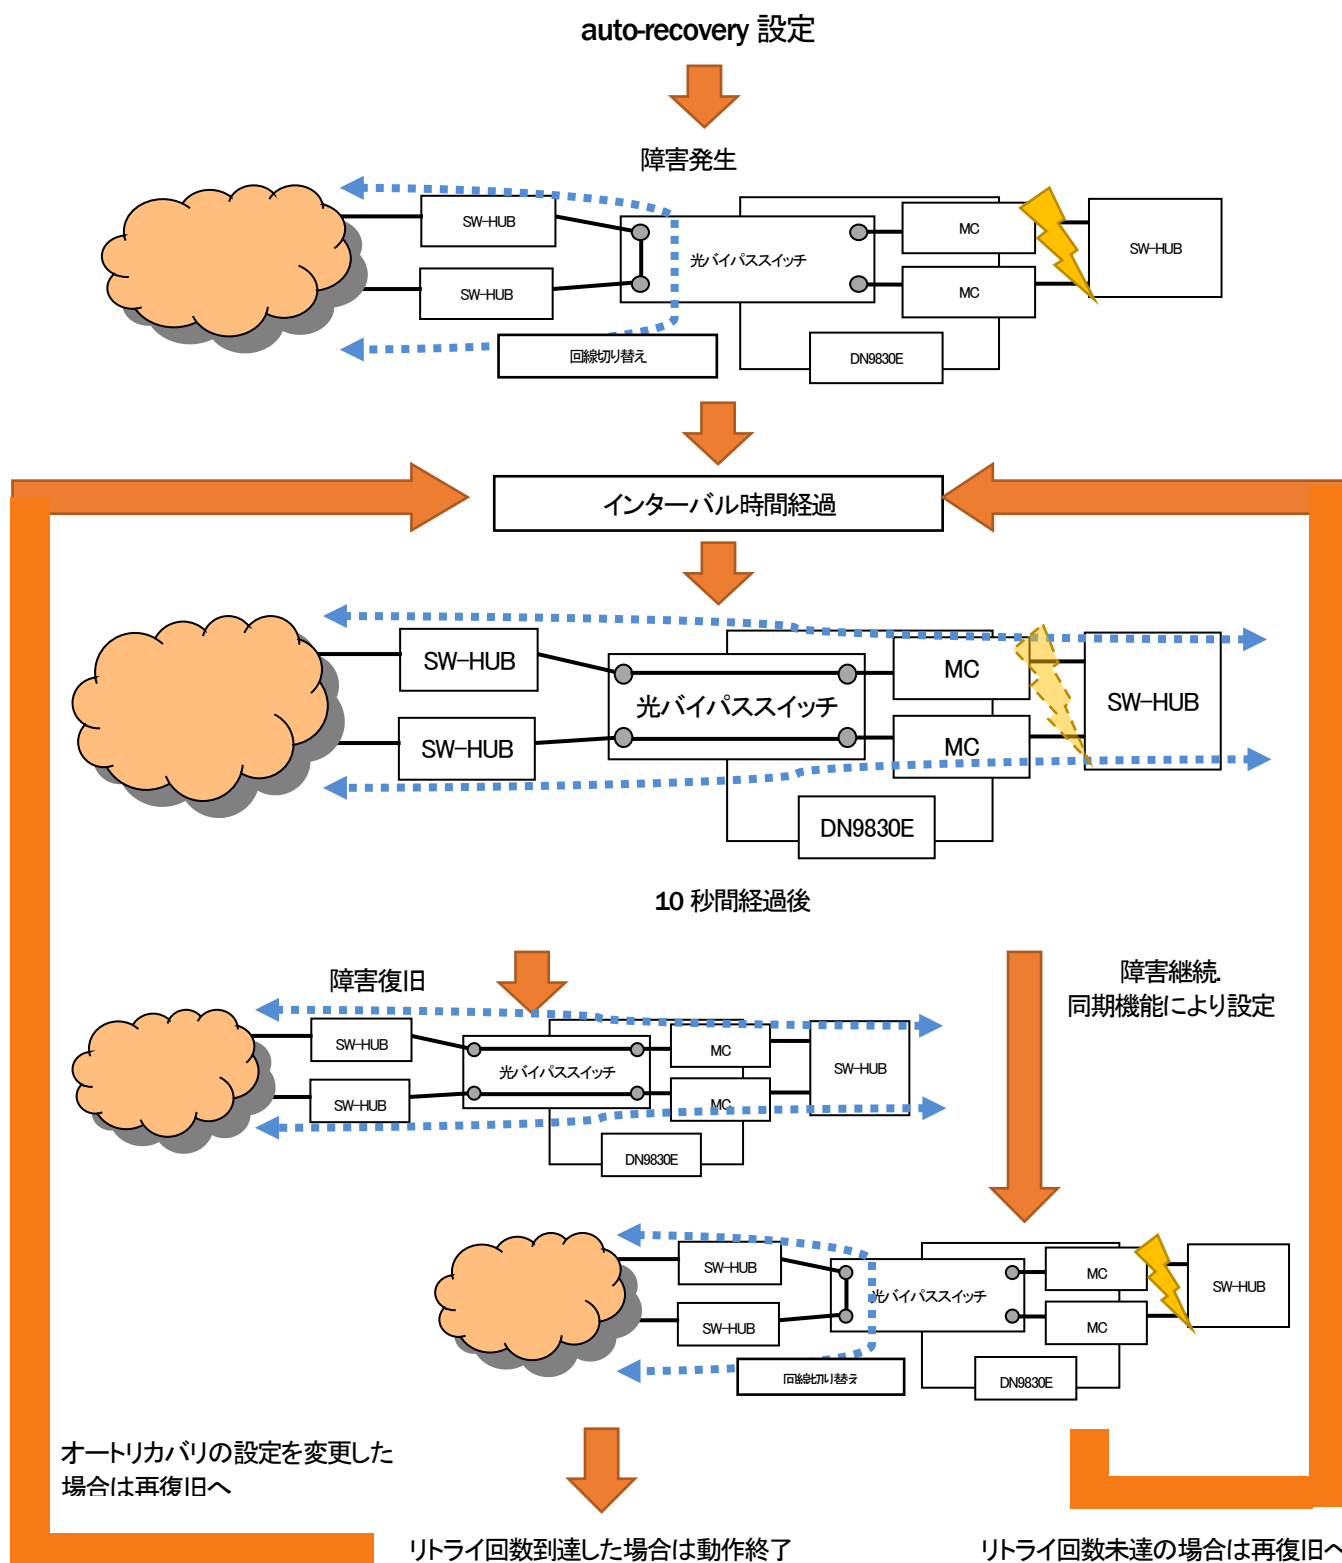 auto-recovery 設定
障害発生
SW-HUB
MC
SW-HUB
光バイパススイッチ
SW-HUB
MC
回線切り替え
DN9830E
インターバル時間経過
SW-HUB
MC
SW-HUB
光バイパススイッチ
SW-HUB
MC
DN9830E
10 秒間経過後
障害復旧
障害継続.
同期機能により設定
SW-HUB
MC
SW-HUB
光バイパススイッチ
SW-HUB
MC
DN9830E
SW-HUB
MC
SW-HUB
光バイパススイッチ
SW-HUB
MC
回線切り替え
DN9830E
オートリカバリの設定を変更した
場合は再復旧へ
リトライ回数到達した場合は動作終了
リトライ回数未達の場合は再復旧へ